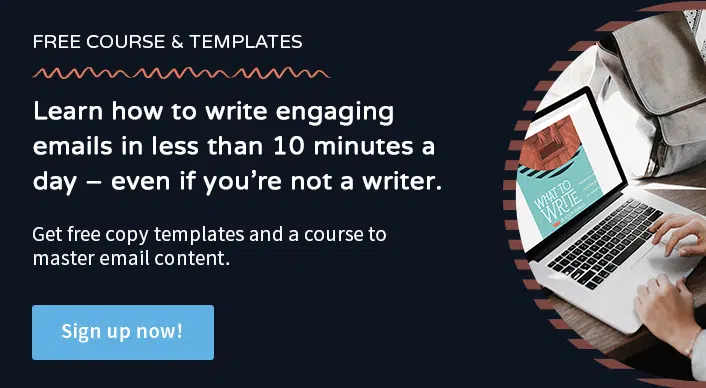 FREE COURSE & TEMPLATES
Learn how to write engaging
emails in less than 10 minutes a
day – even if you’re not a writer.
Get free copy templates and a course to
master email content.
Sign up now!
WHAT TO
WRITE